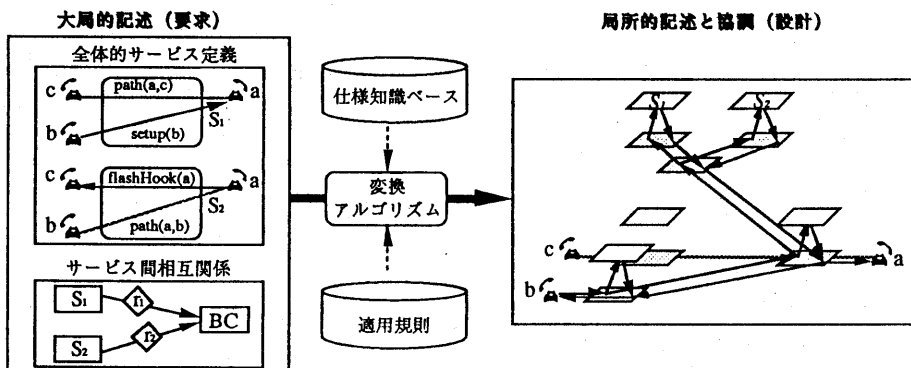 大局的記述（要求）
局所的記述と協調（設計）
全体的サービス定義
c
path(a,c)
a
S1
b
setup(b)
c
flashHook(a)
a
S2
b
path(a,b)
サービス間相互関係
S1
r1
BC
S2
r2
仕様知識ベース
変換
アルゴリズム
適用規則
S1
S2
c
a
b